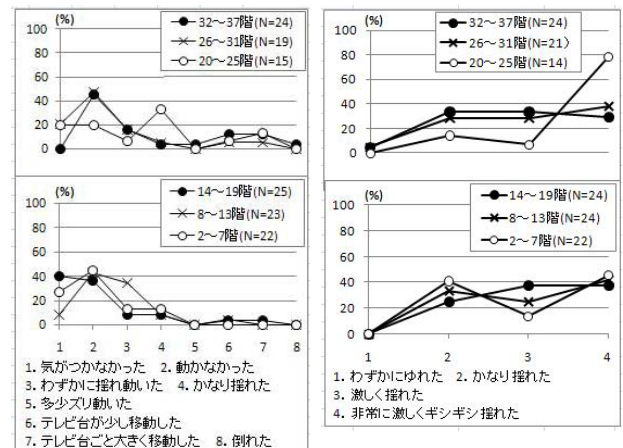 (%)
100
80
60
40
20
0
32～37階(N=24)
26～31階(N=19)
20～25階(N=15)
(%)
100
80
60
40
20
0
14～19階(N=25)
8～13階(N=23)
2～7階(N=22)
1 2 3 4 5 6 7 8
1. 気がつかなかった 2. 動かなかった
3. わずかに揺れ動いた 4. かなり揺れた
5. 多少ズリ動いた
6. テレビ台が少し移動した
7. テレビ台ごと大きく移動した 8. 倒れた
(%)
100
80
60
40
20
0
32～37階(N=24)
26～31階(N=21）
20～25階(N=14)
(%)
100
80
60
40
20
0
14～19階(N=24)
8～13階(N=24)
2～7階(N=22)
1 2 3 4
1. わずかにゆれた 2. かなり揺れた
3. 激しく揺れた
4. 非常に激しくギシギシ揺れた